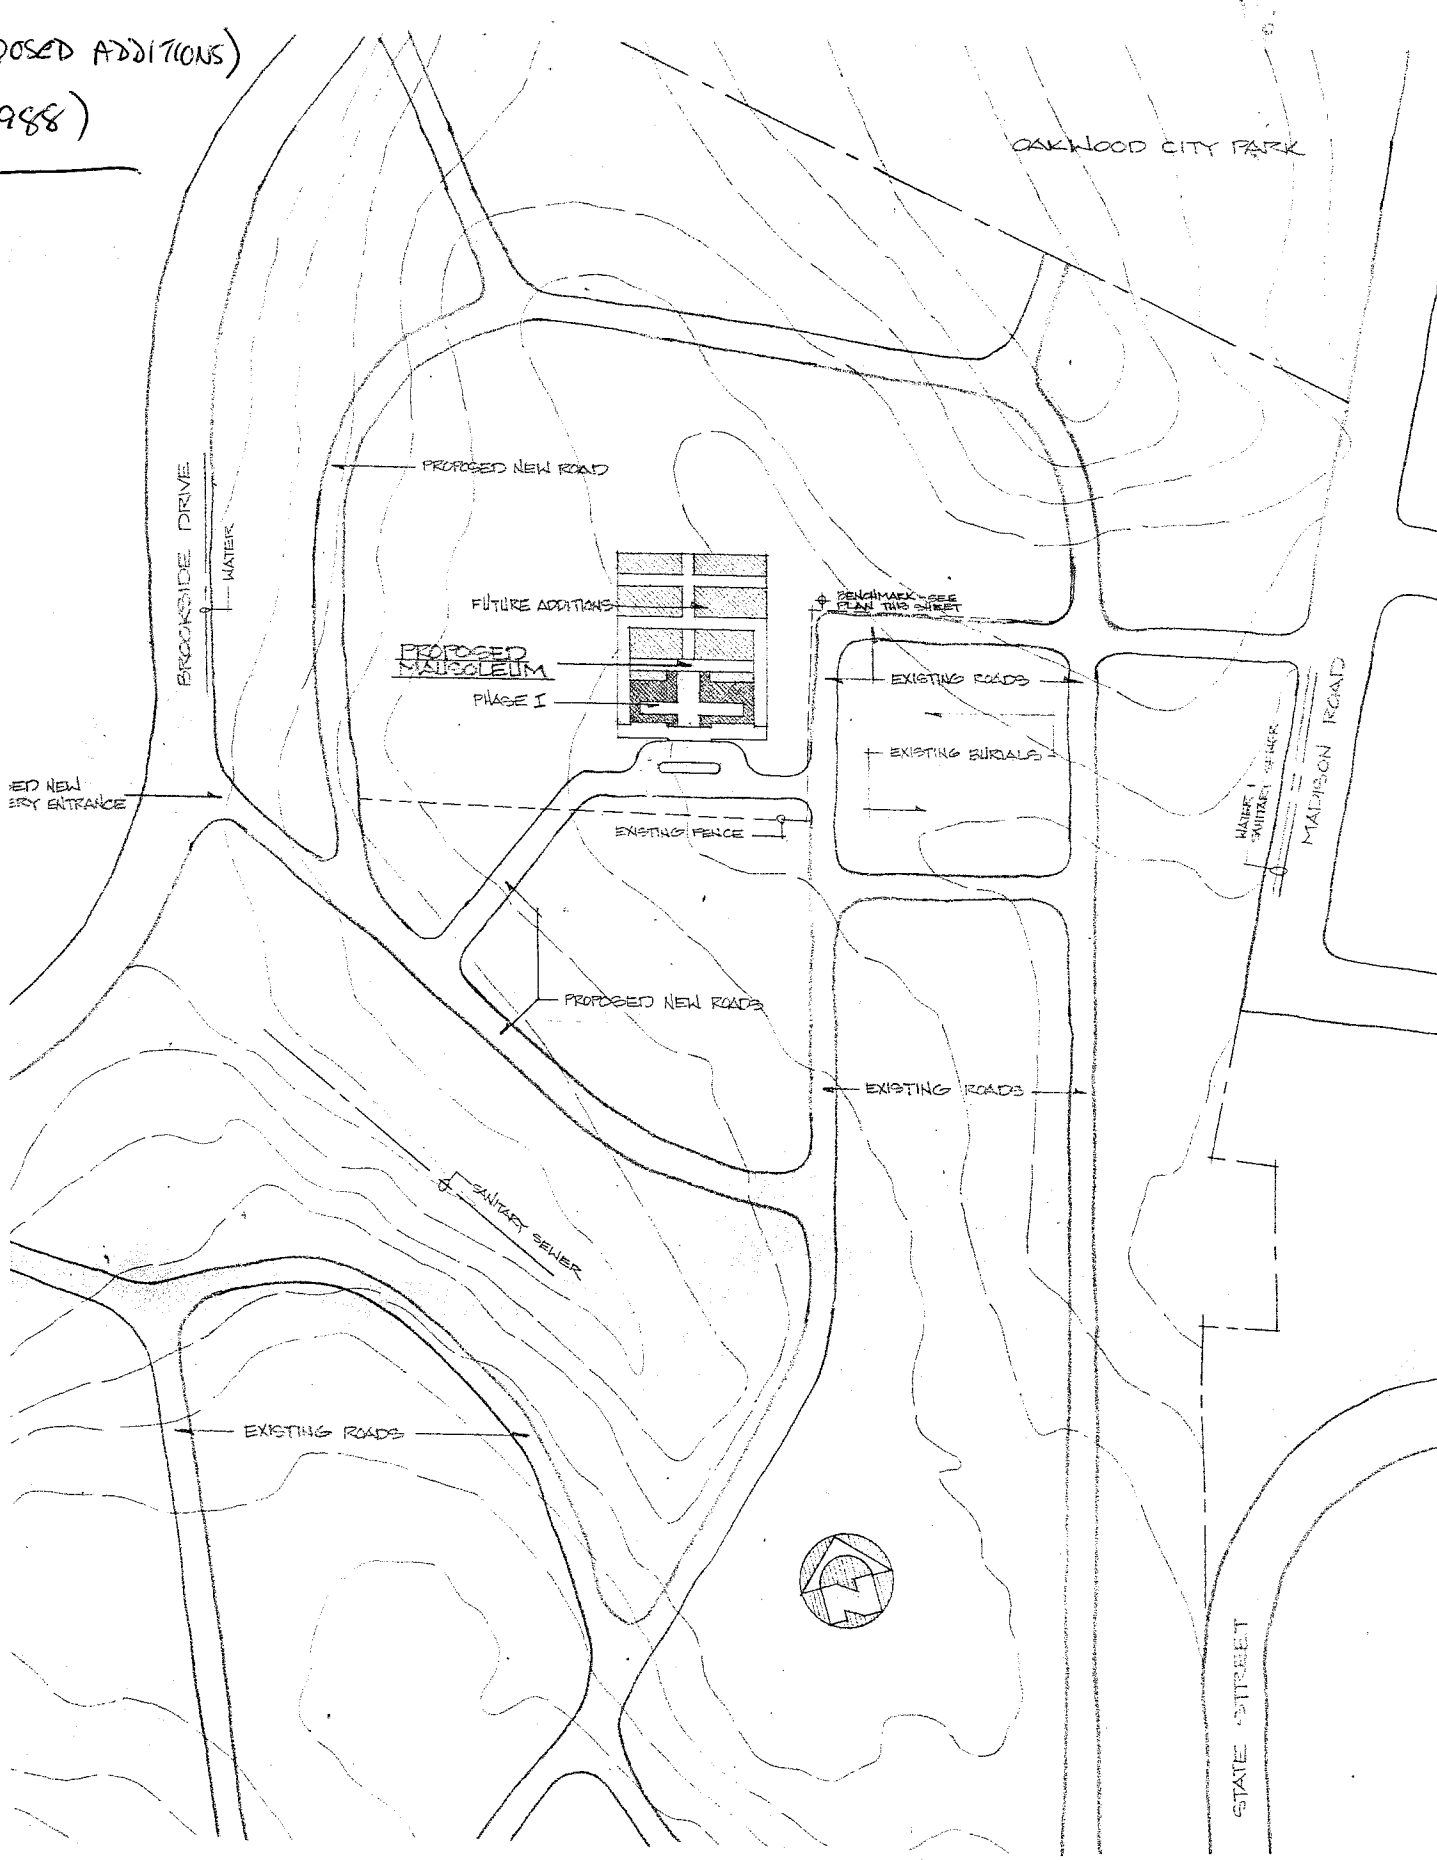 POSED ADDITIONS)
988)
OAKWOOD CITY PARK
PROPOSED NEW ROAD
BROOKSIDE DRIVE
WATER
FUTURE ADDITIONS
BENCHMARK - SEE
PLAN THIS SHEET
PROPOSED
MAUSOLEUM
PHASE I
EXISTING ROADS
EXISTING BURIALS
MADISON ROAD
WATER &
SANITARY SEWER
ED NEW
ERY ENTRANCE
EXISTING FENCE
PROPOSED NEW ROADS
EXISTING ROADS
SANITARY SEWER
EXISTING ROADS
N
STATE STREET